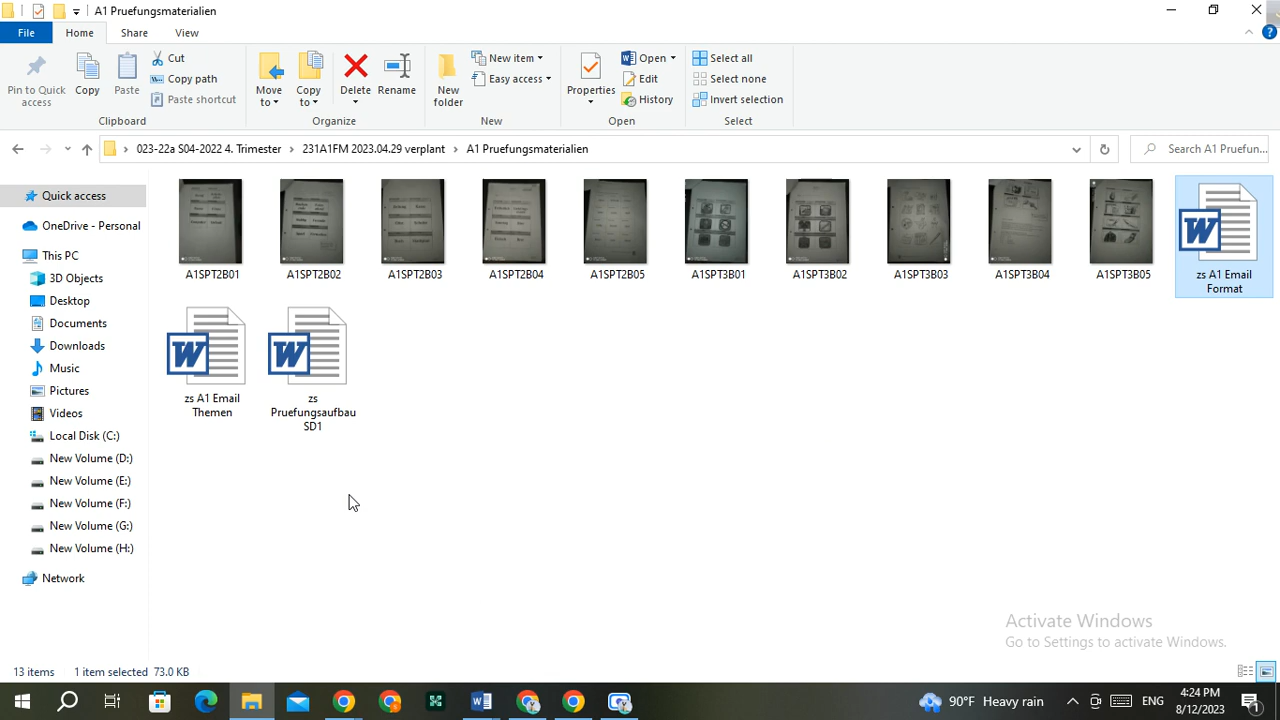 A1 Pruefungsmaterialien
File
Home
Share
View
Pin to Quick
access
Copy
Paste
Cut
Copy path
Paste shortcut
Clipboard
Move
to
Copy
to
Delete
Rename
Organize
New
folder
New item
Easy access
New
Properties
Open
Edit
History
Open
Select all
Select none
Invert selection
Select
023-22a S04-2022 4. Trimester
231A1FM 2023.04.29 verplant
A1 Pruefungsmaterialien
Search A1 Pruefun...
Quick access
OneDrive - Personal
This PC
3D Objects
Desktop
Documents
Downloads
Music
Pictures
Videos
Local Disk (C:)
New Volume (D:)
New Volume (E:)
New Volume (F:)
New Volume (G:)
New Volume (H:)
Network
A1SPT2B01
A1SPT2B02
A1SPT2B03
A1SPT2B04
A1SPT2B05
A1SPT3B01
A1SPT3B02
A1SPT3B03
A1SPT3B04
A1SPT3B05
zs A1 Email
Format
zs A1 Email
Themen
zs
Pruefungsaufbau
SD1
Activate Windows
Go to Settings to activate Windows.
13 items
1 item selected 73.0 KB
90°F Heavy rain
ENG
4:24 PM
8/12/2023